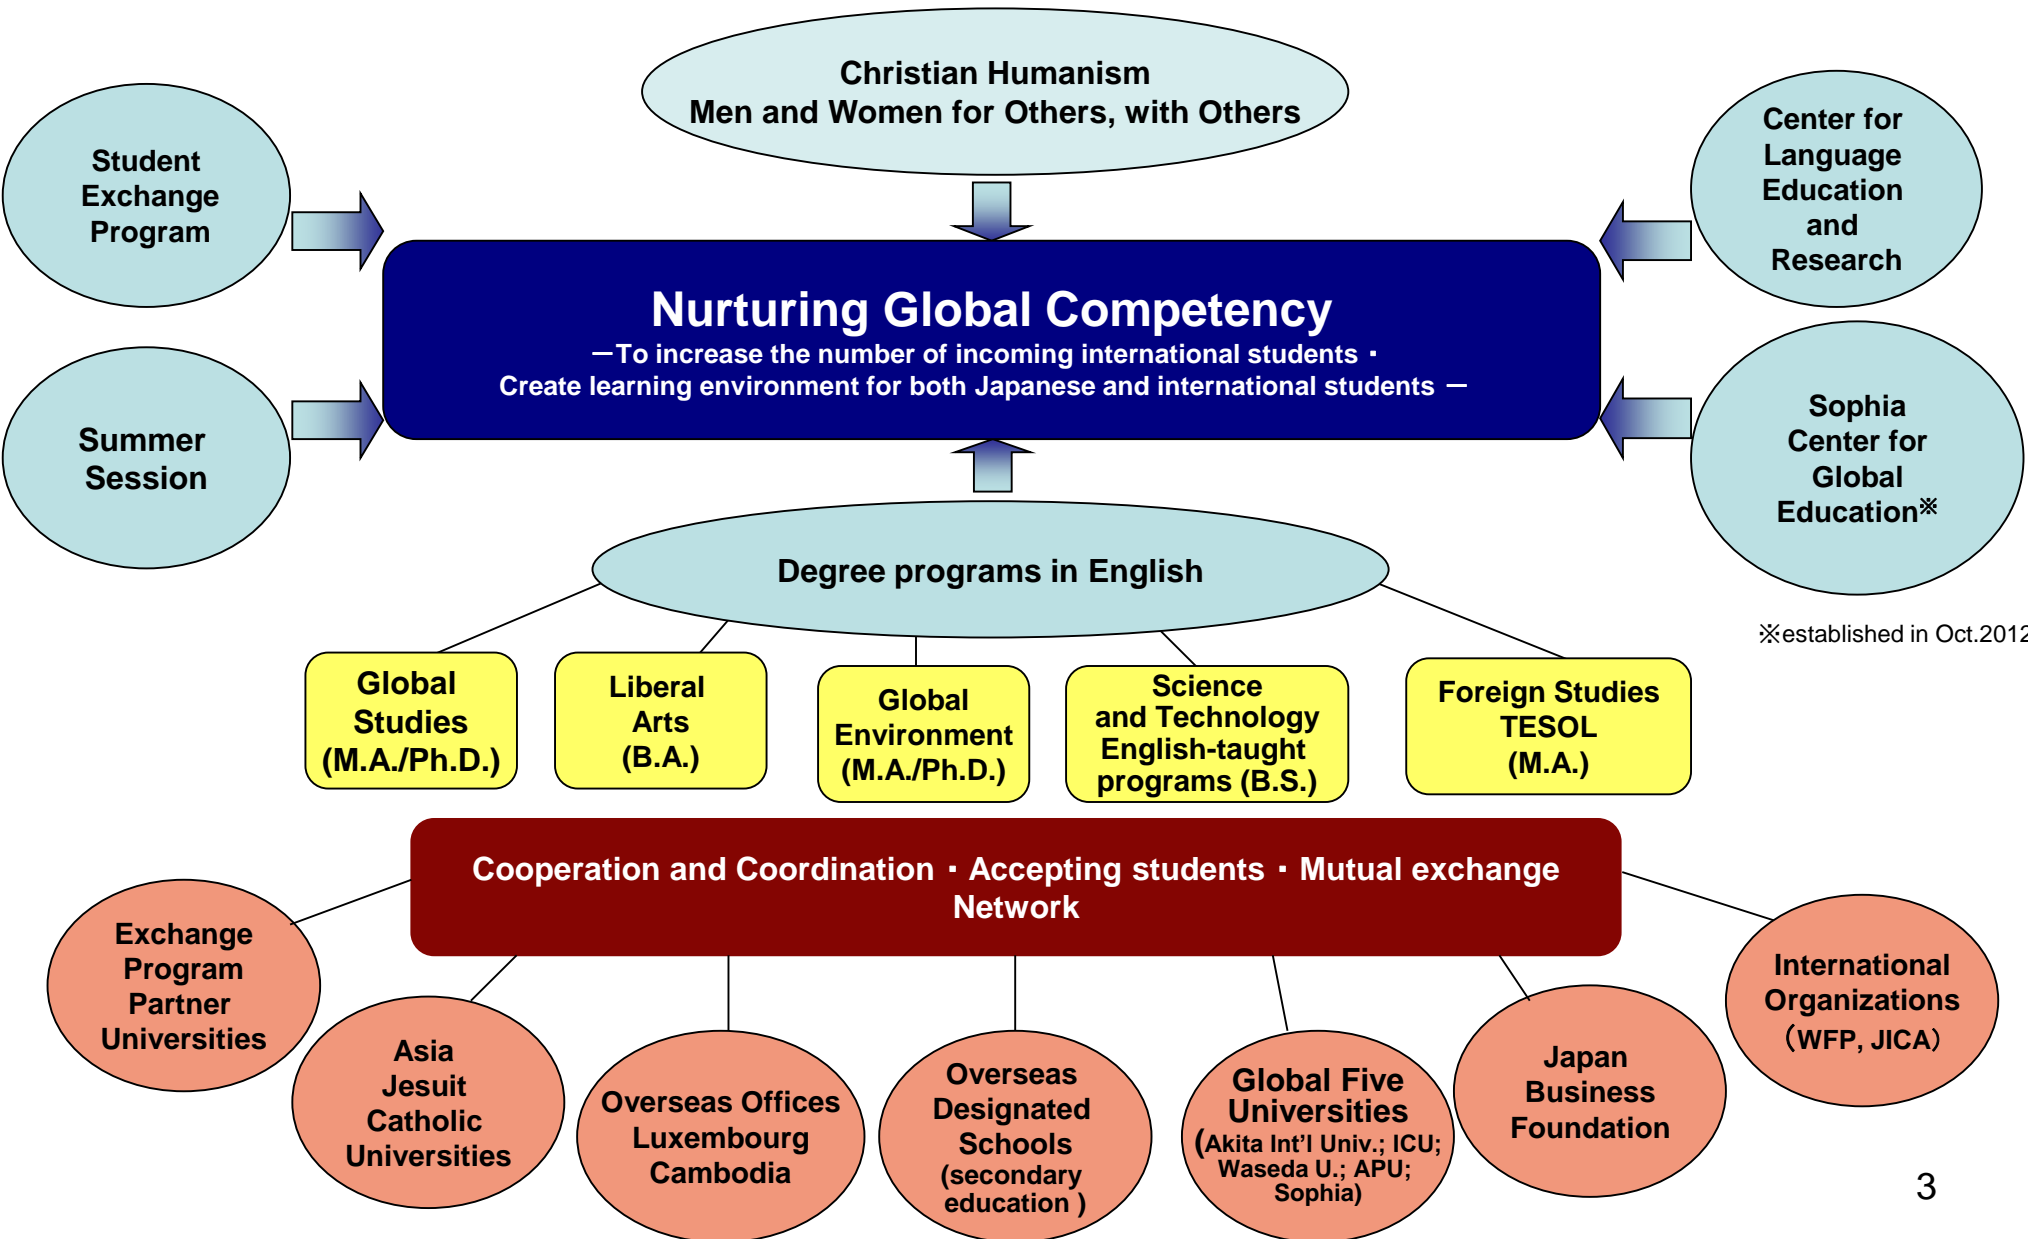 Christian Humanism
Men and Women for Others, with Others
Student
Exchange
Program
Center for
Language
Education
and
Research
Nurturing Global Competency
－To increase the number of incoming international students・
Create learning environment for both Japanese and international students －
Summer
Session
Sophia
Center for
Global
Education※
※established in Oct.2012
Degree programs in English
Global
Studies
(M.A./Ph.D.)
Liberal
Arts
(B.A.)
Global
Environment
(M.A./Ph.D.)
Science
and Technology
English-taught
programs (B.S.)
Foreign Studies
TESOL
(M.A.)
Cooperation and Coordination・Accepting students・Mutual exchange
Network
Exchange
Program
Partner
Universities
Asia
Jesuit
Catholic
Universities
Overseas Offices
Luxembourg
Cambodia
Overseas
Designated
Schools
(secondary
education )
Global Five
Universities
(Akita Int’l Univ.; ICU;
Waseda U.; APU;
Sophia)
Japan
Business
Foundation
International
Organizations
（WFP, JICA）
3